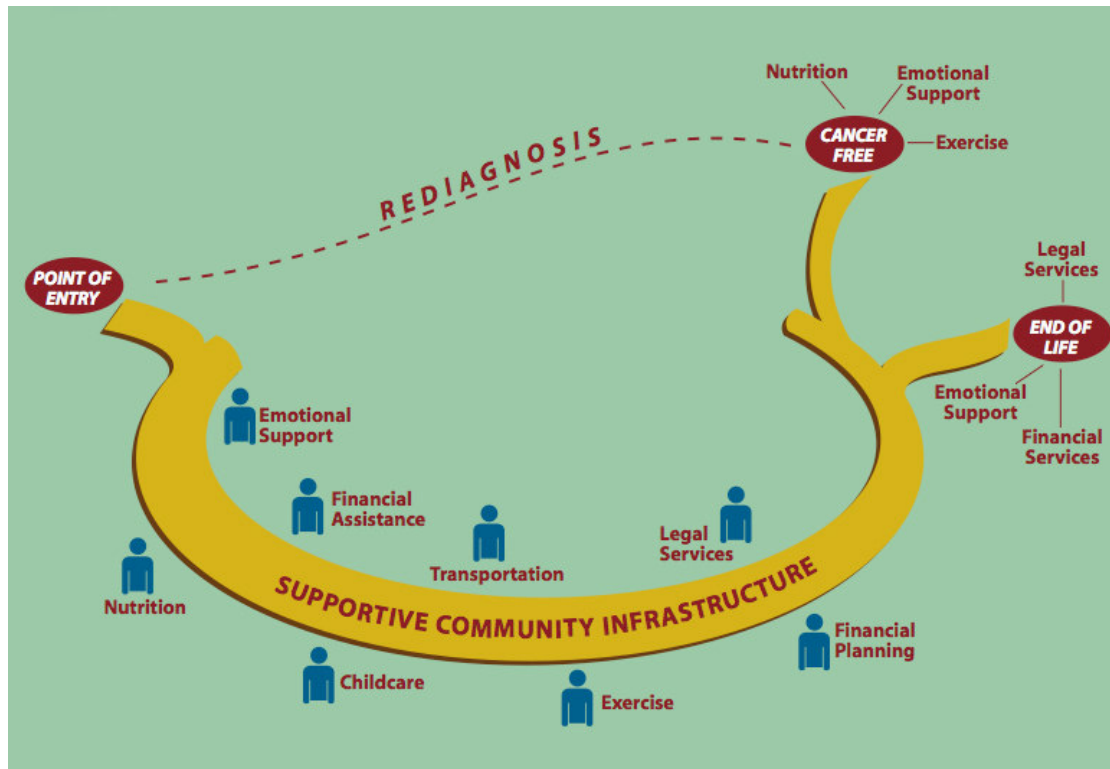 Nutrition
Emotional
Support
CANCER
FREE
Exercise
REDIAGNOSIS
POINT OF
ENTRY
Legal
Services
END OF
LIFE
Emotional
Support
Financial
Services
Emotional
Support
Financial
Assistance
Transportation
Legal
Services
Nutrition
SUPPORTIVE COMMUNITY INFRASTRUCTURE
Childcare
Exercise
Financial
Planning